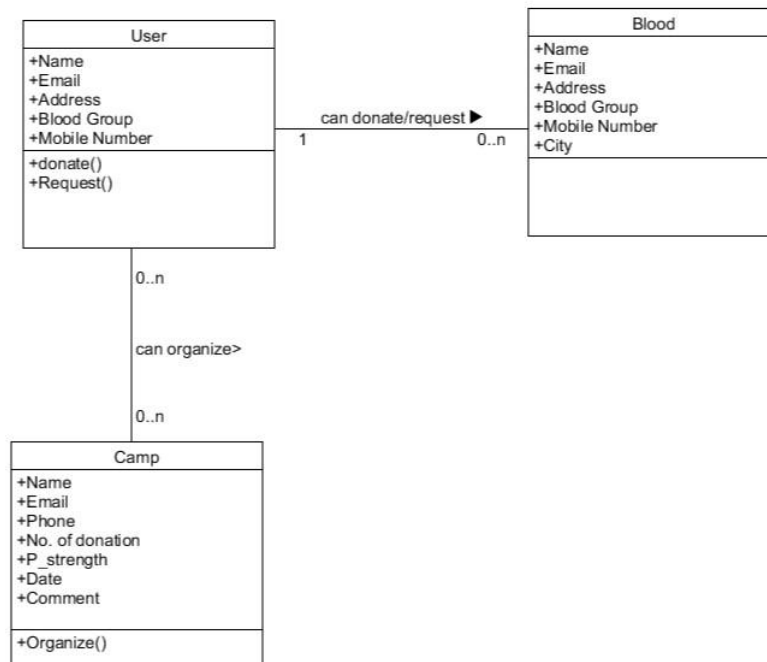 User
+Name
+Email
+Address
+Blood Group
+Mobile Number
+donate()
+Request()
can donate/request ▶
1
0..n
Blood
+Name
+Email
+Address
+Blood Group
+Mobile Number
+City
0..n
can organize>
0..n
Camp
+Name
+Email
+Phone
+No. of donation
+P_strength
+Date
+Comment
+Organize()